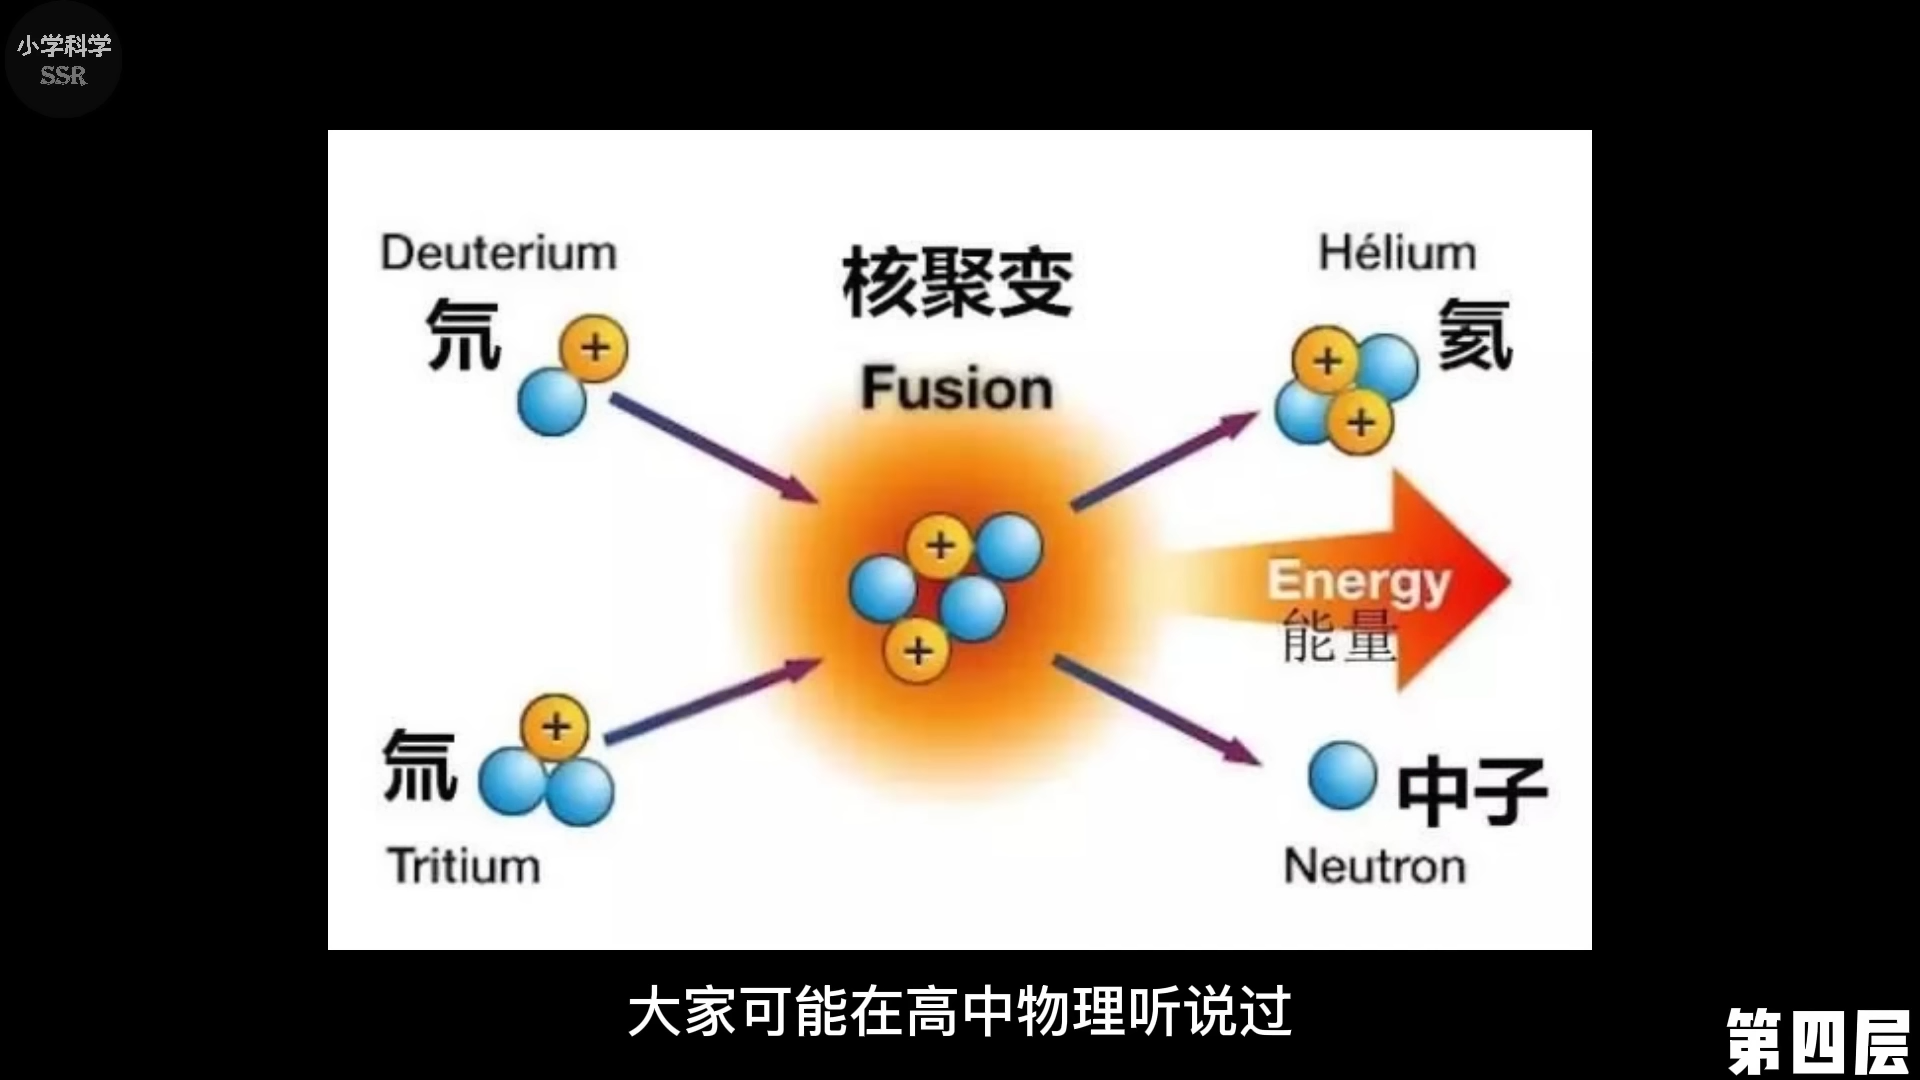 小学科学
SSR
Deuterium
氘
核聚变
Fusion
Hélium
氦
+
+
+
+
+
+
Energy
能量
氚
中子
Tritium
Neutron
大家可能在高中物理听说过
第四层